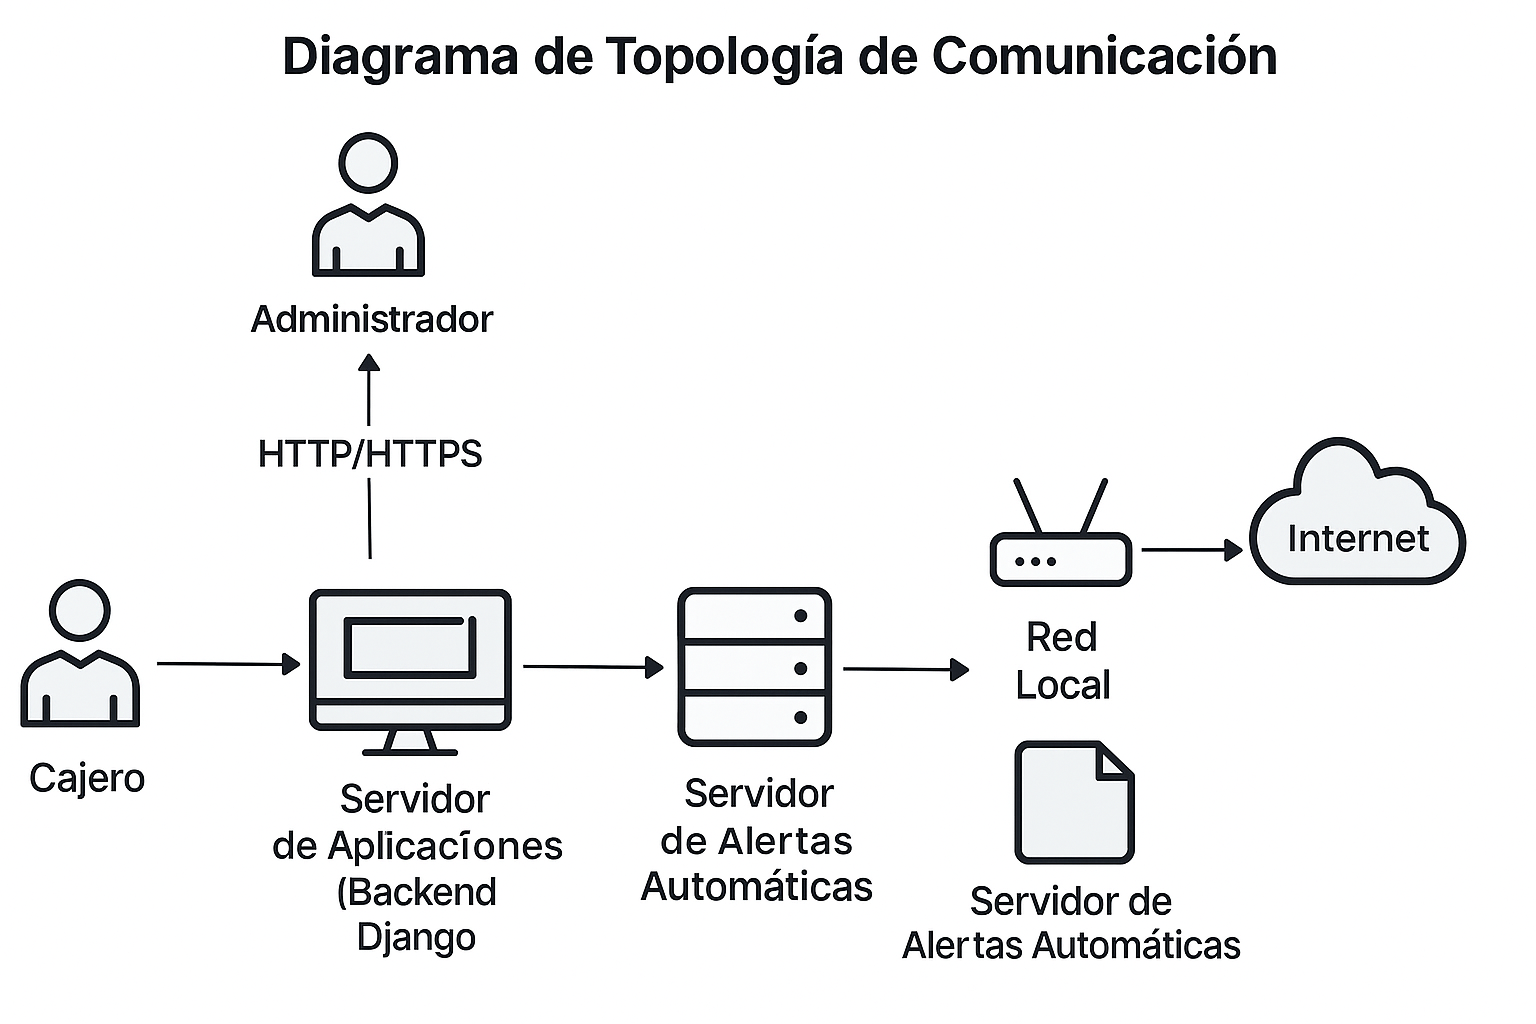 Diagrama de Topología de Comunicación
Administrador
HTTP/HTTPS
Internet
Red
Local
Cajero
Servidor
de Aplicacíones
(Backend
Django
Servidor
de Alertas
Automáticas
Servidor de
Alertas Automáticas